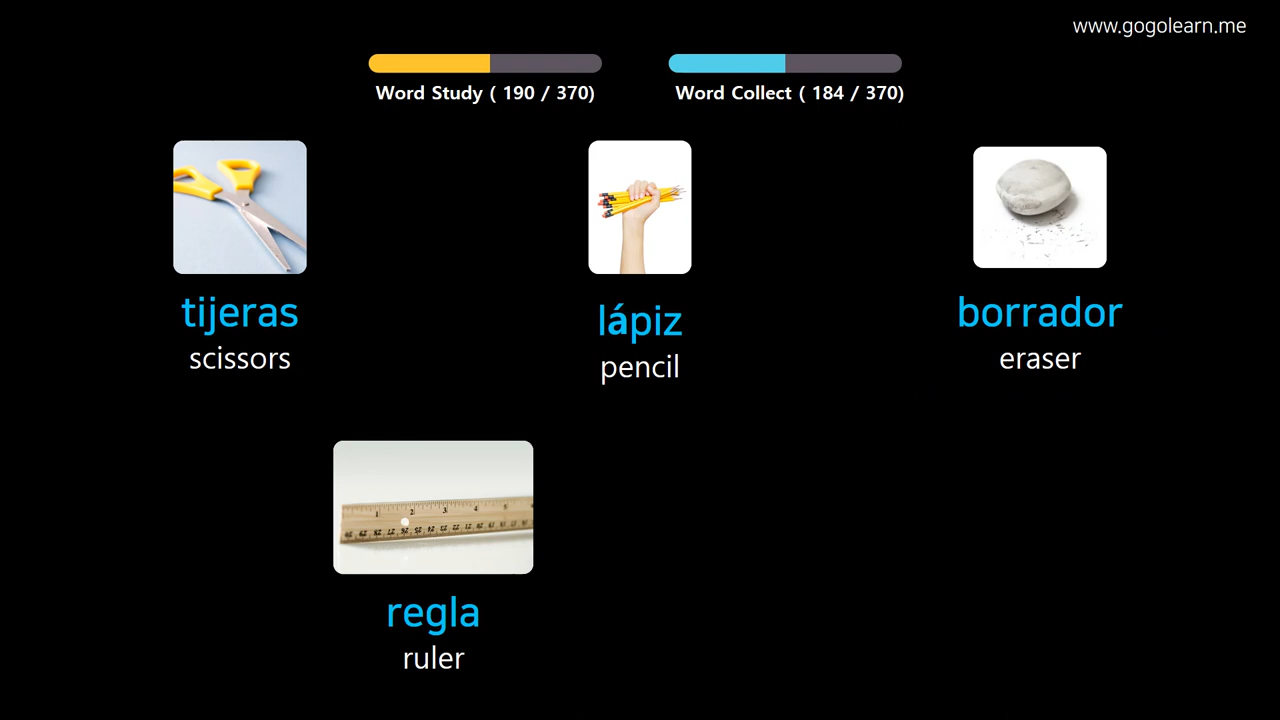 www.gogolearn.me
Word Study ( 190 / 370)
Word Collect ( 184 / 370)
tijeras
scissors
lápiz
pencil
borrador
eraser
regla
ruler